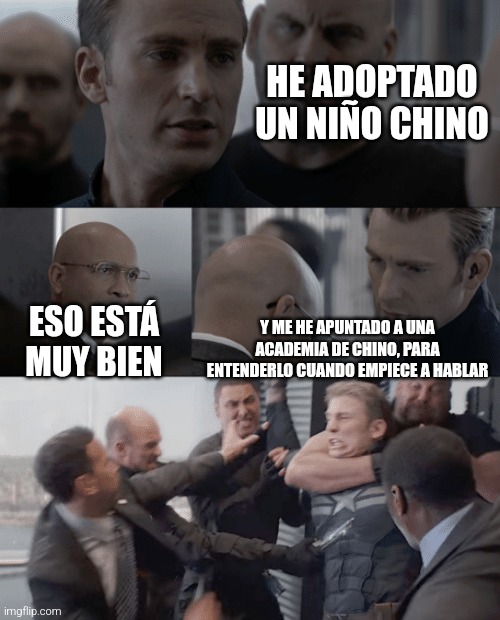 HE ADOPTADO
UN NIÑO CHINO
ESO ESTÁ
MUY BIEN
Y ME HE APUNTADO A UNA
ACADEMIA DE CHINO, PARA
ENTENDERLO CUANDO EMPIECE A HABLAR
imgflip.com